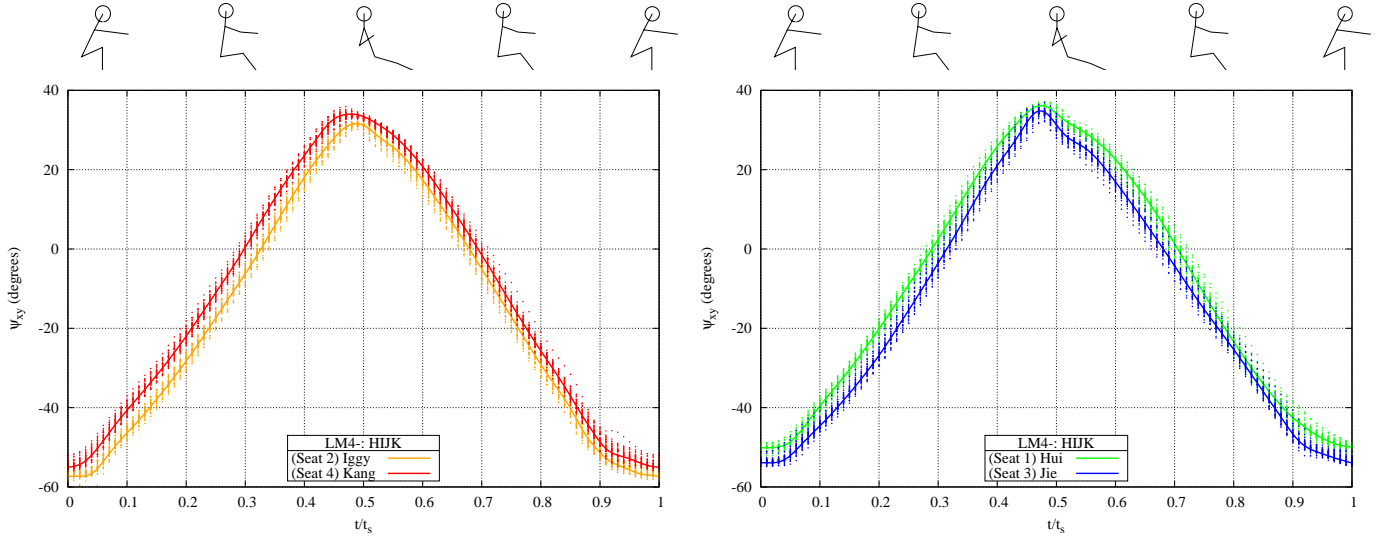 40
20
0
-20
-40
-60
ψxy (degrees)
0 0.1 0.2 0.3 0.4 0.5 0.6 0.7 0.8 0.9 1
t/ts
LM4-: HIJK
(Seat 2) Iggy
(Seat 4) Kang
40
20
0
-20
-40
-60
ψxy (degrees)
0 0.1 0.2 0.3 0.4 0.5 0.6 0.7 0.8 0.9 1
t/ts
LM4-: HIJK
(Seat 1) Hui
(Seat 3) Jie